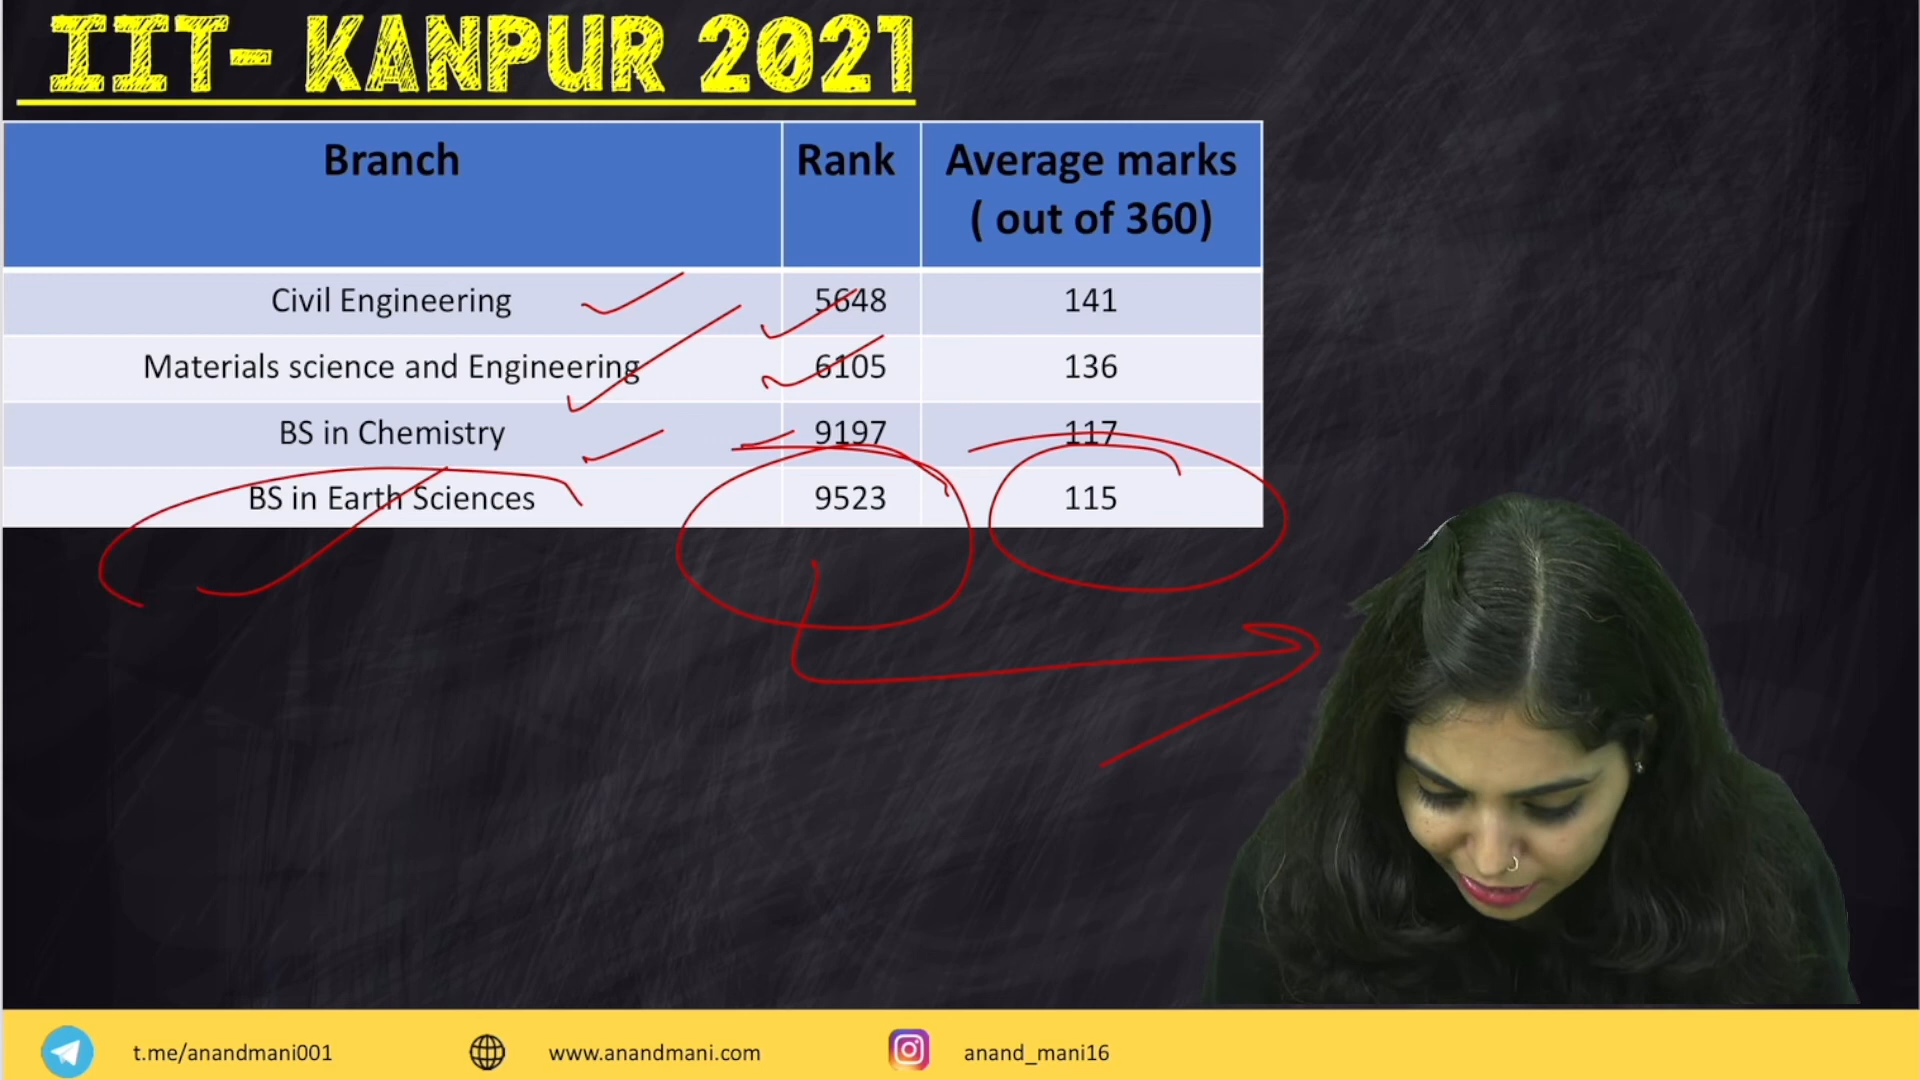 IIT- KANPUR 2021
Branch Rank Average marks
( out of 360)
Civil Engineering 5648 141
Materials science and Engineering 6105 136
BS in Chemistry 9197 117
BS in Earth Sciences 9523 115
t.me/anandmani001 www.anandmani.com anand_mani16